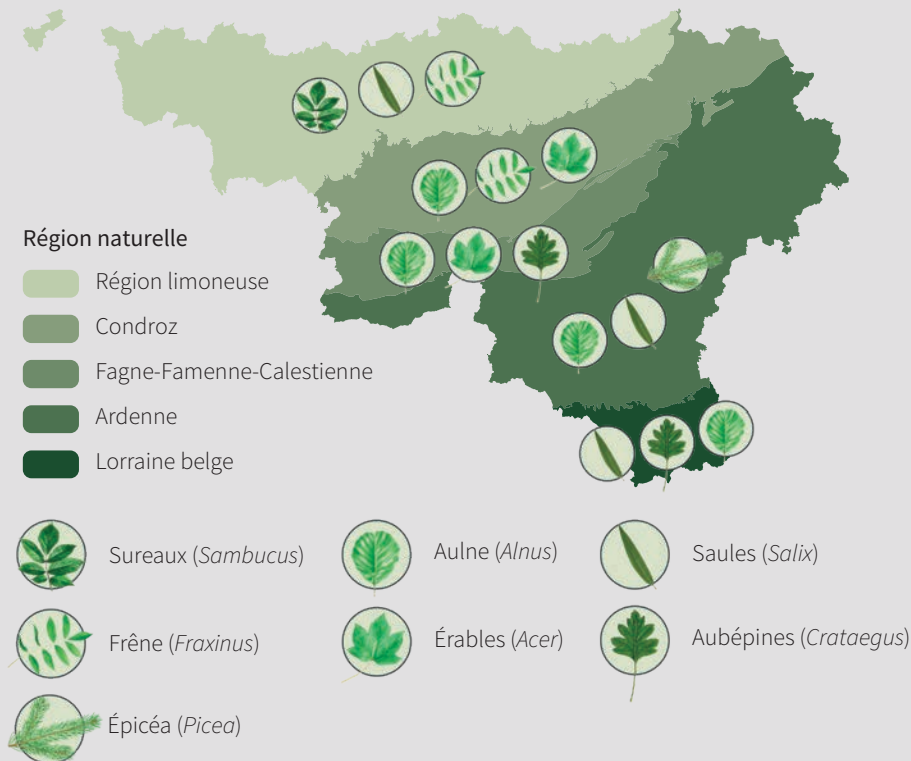 Région naturelle
Région limoneuse
Condroz
Fagne-Famenne-Calestienne
Ardenne
Lorraine belge
Sureaux (Sambucus)
Aulne (Alnus)
Saules (Salix)
Frêne (Fraxinus)
Érables (Acer)
Aubépines (Crataegus)
Épicéa (Picea)